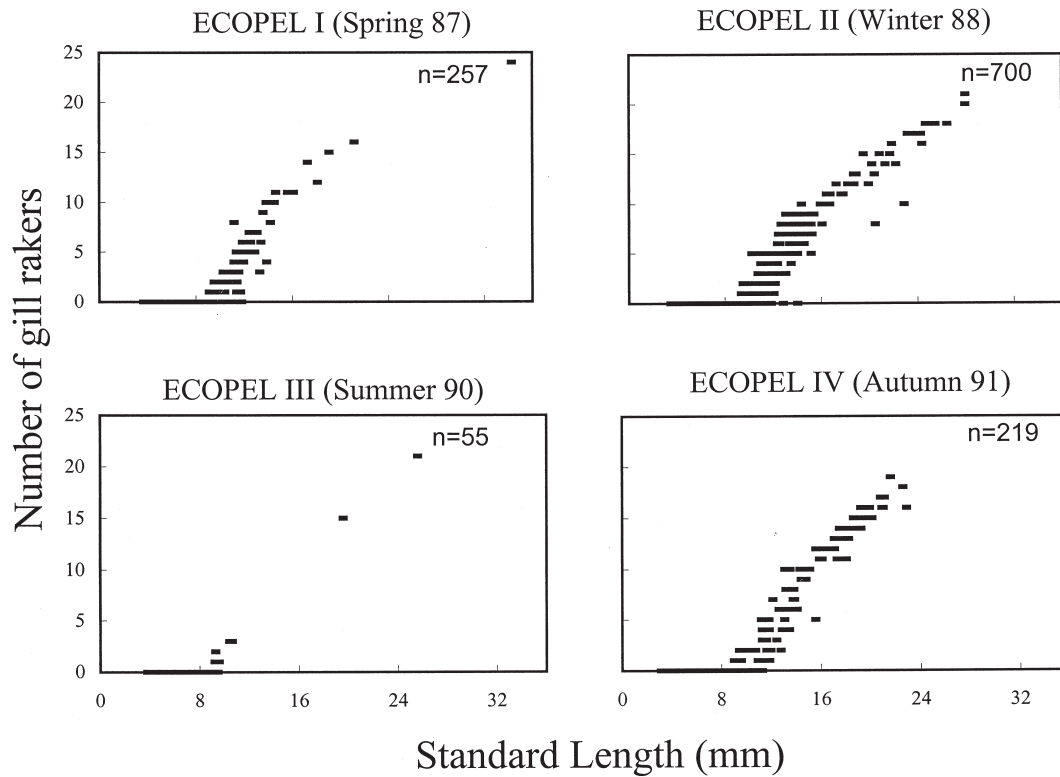 ECOPEL I (Spring 87)
ECOPEL II (Winter 88)
25
20
15
10
5
0
n=257
n=700
Number of gill rakers
ECOPEL III (Summer 90)
ECOPEL IV (Autumn 91)
25
20
15
10
5
0
n=55
n=219
0 8 16 24 32
0 8 16 24 32
Standard Length (mm)